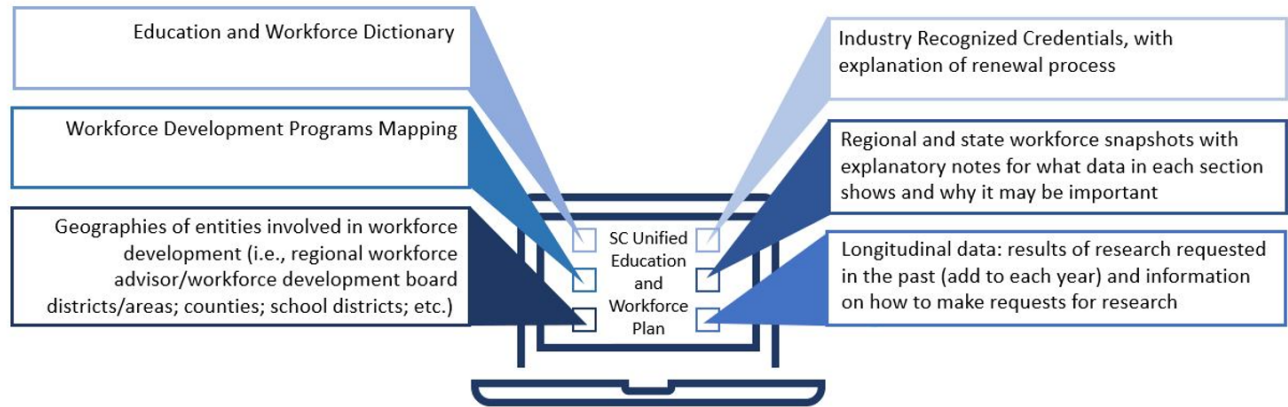 Education and Workforce Dictionary
Workforce Development Programs Mapping
Geographies of entities involved in workforce
development (i.e., regional workforce
advisor/workforce development board
districts/areas; counties; school districts; etc.)
SC Unified
Education
and
Workforce
Plan
Industry Recognized Credentials, with
explanation of renewal process
Regional and state workforce snapshots with
explanatory notes for what data in each section
shows and why it may be important
Longitudinal data: results of research requested
in the past (add to each year) and information
on how to make requests for research